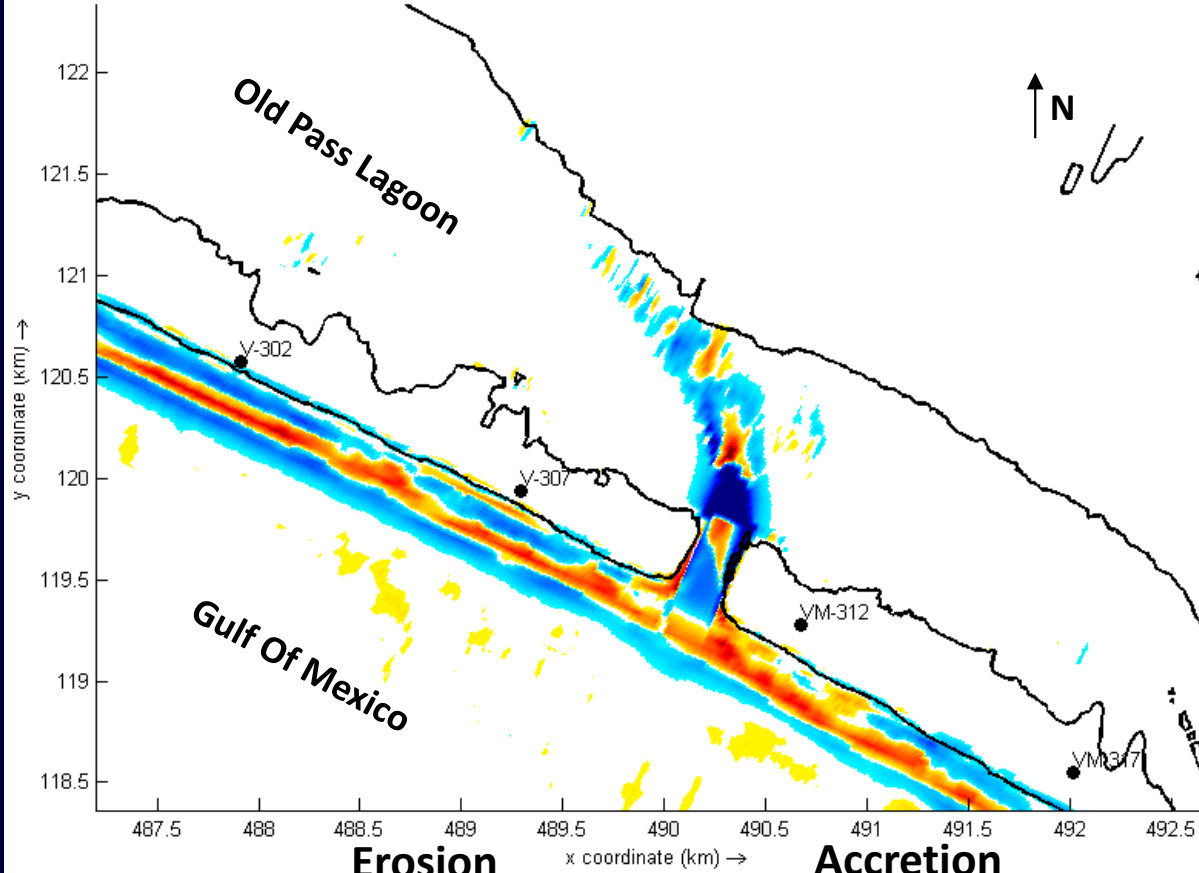 122
121.5
121
120.5
120
119.5
119
118.5
y coordinate (km) →
Old Pass Lagoon
N
V-302
V-307
VM-312
VM-317
Gulf Of Mexico
487.5 488 488.5 489 489.5 490 490.5 491 491.5 492 492.5
Erosion x coordinate (km) → Accretion